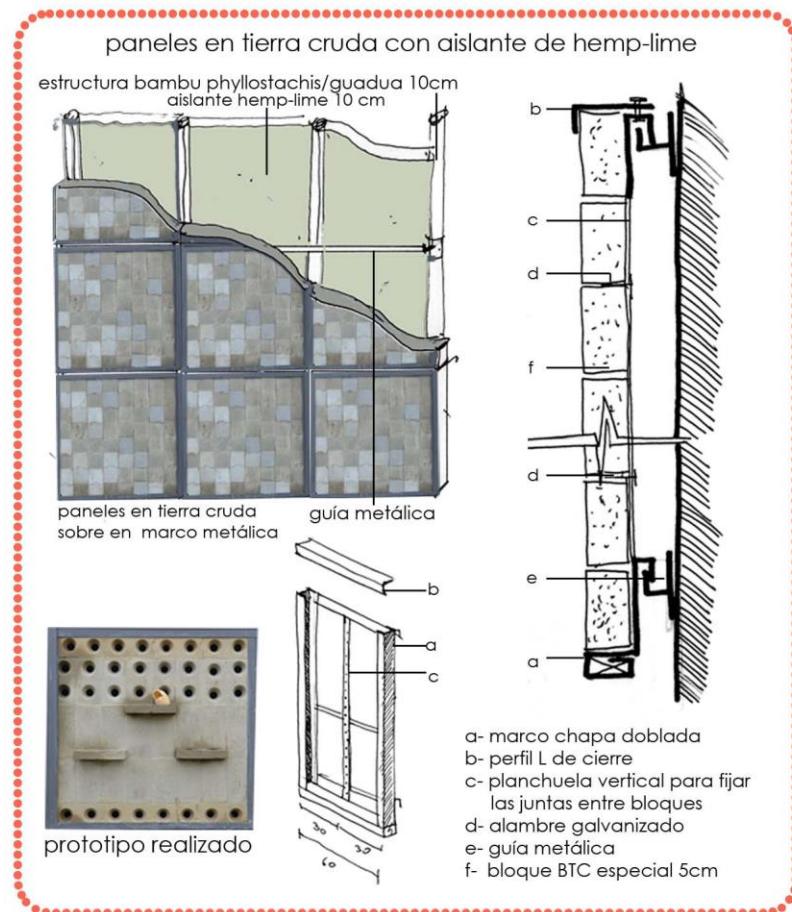 paneles en tierra cruda con aislante de hemp-lime
estructura bambu phyllostachis/guadua 10cm
aislante hemp-lime 10 cm
b
c
d
f
d
e
a
paneles en tierra cruda
sobre en marco metálica
guía metálica
b
a
c
30
30
60
prototipo realizado
a- marco chapa doblada
b- perfil L de cierre
c- planchuela vertical para fijar
las juntas entre bloques
d- alambre galvanizado
e- guía metálica
f- bloque BTC especial 5cm